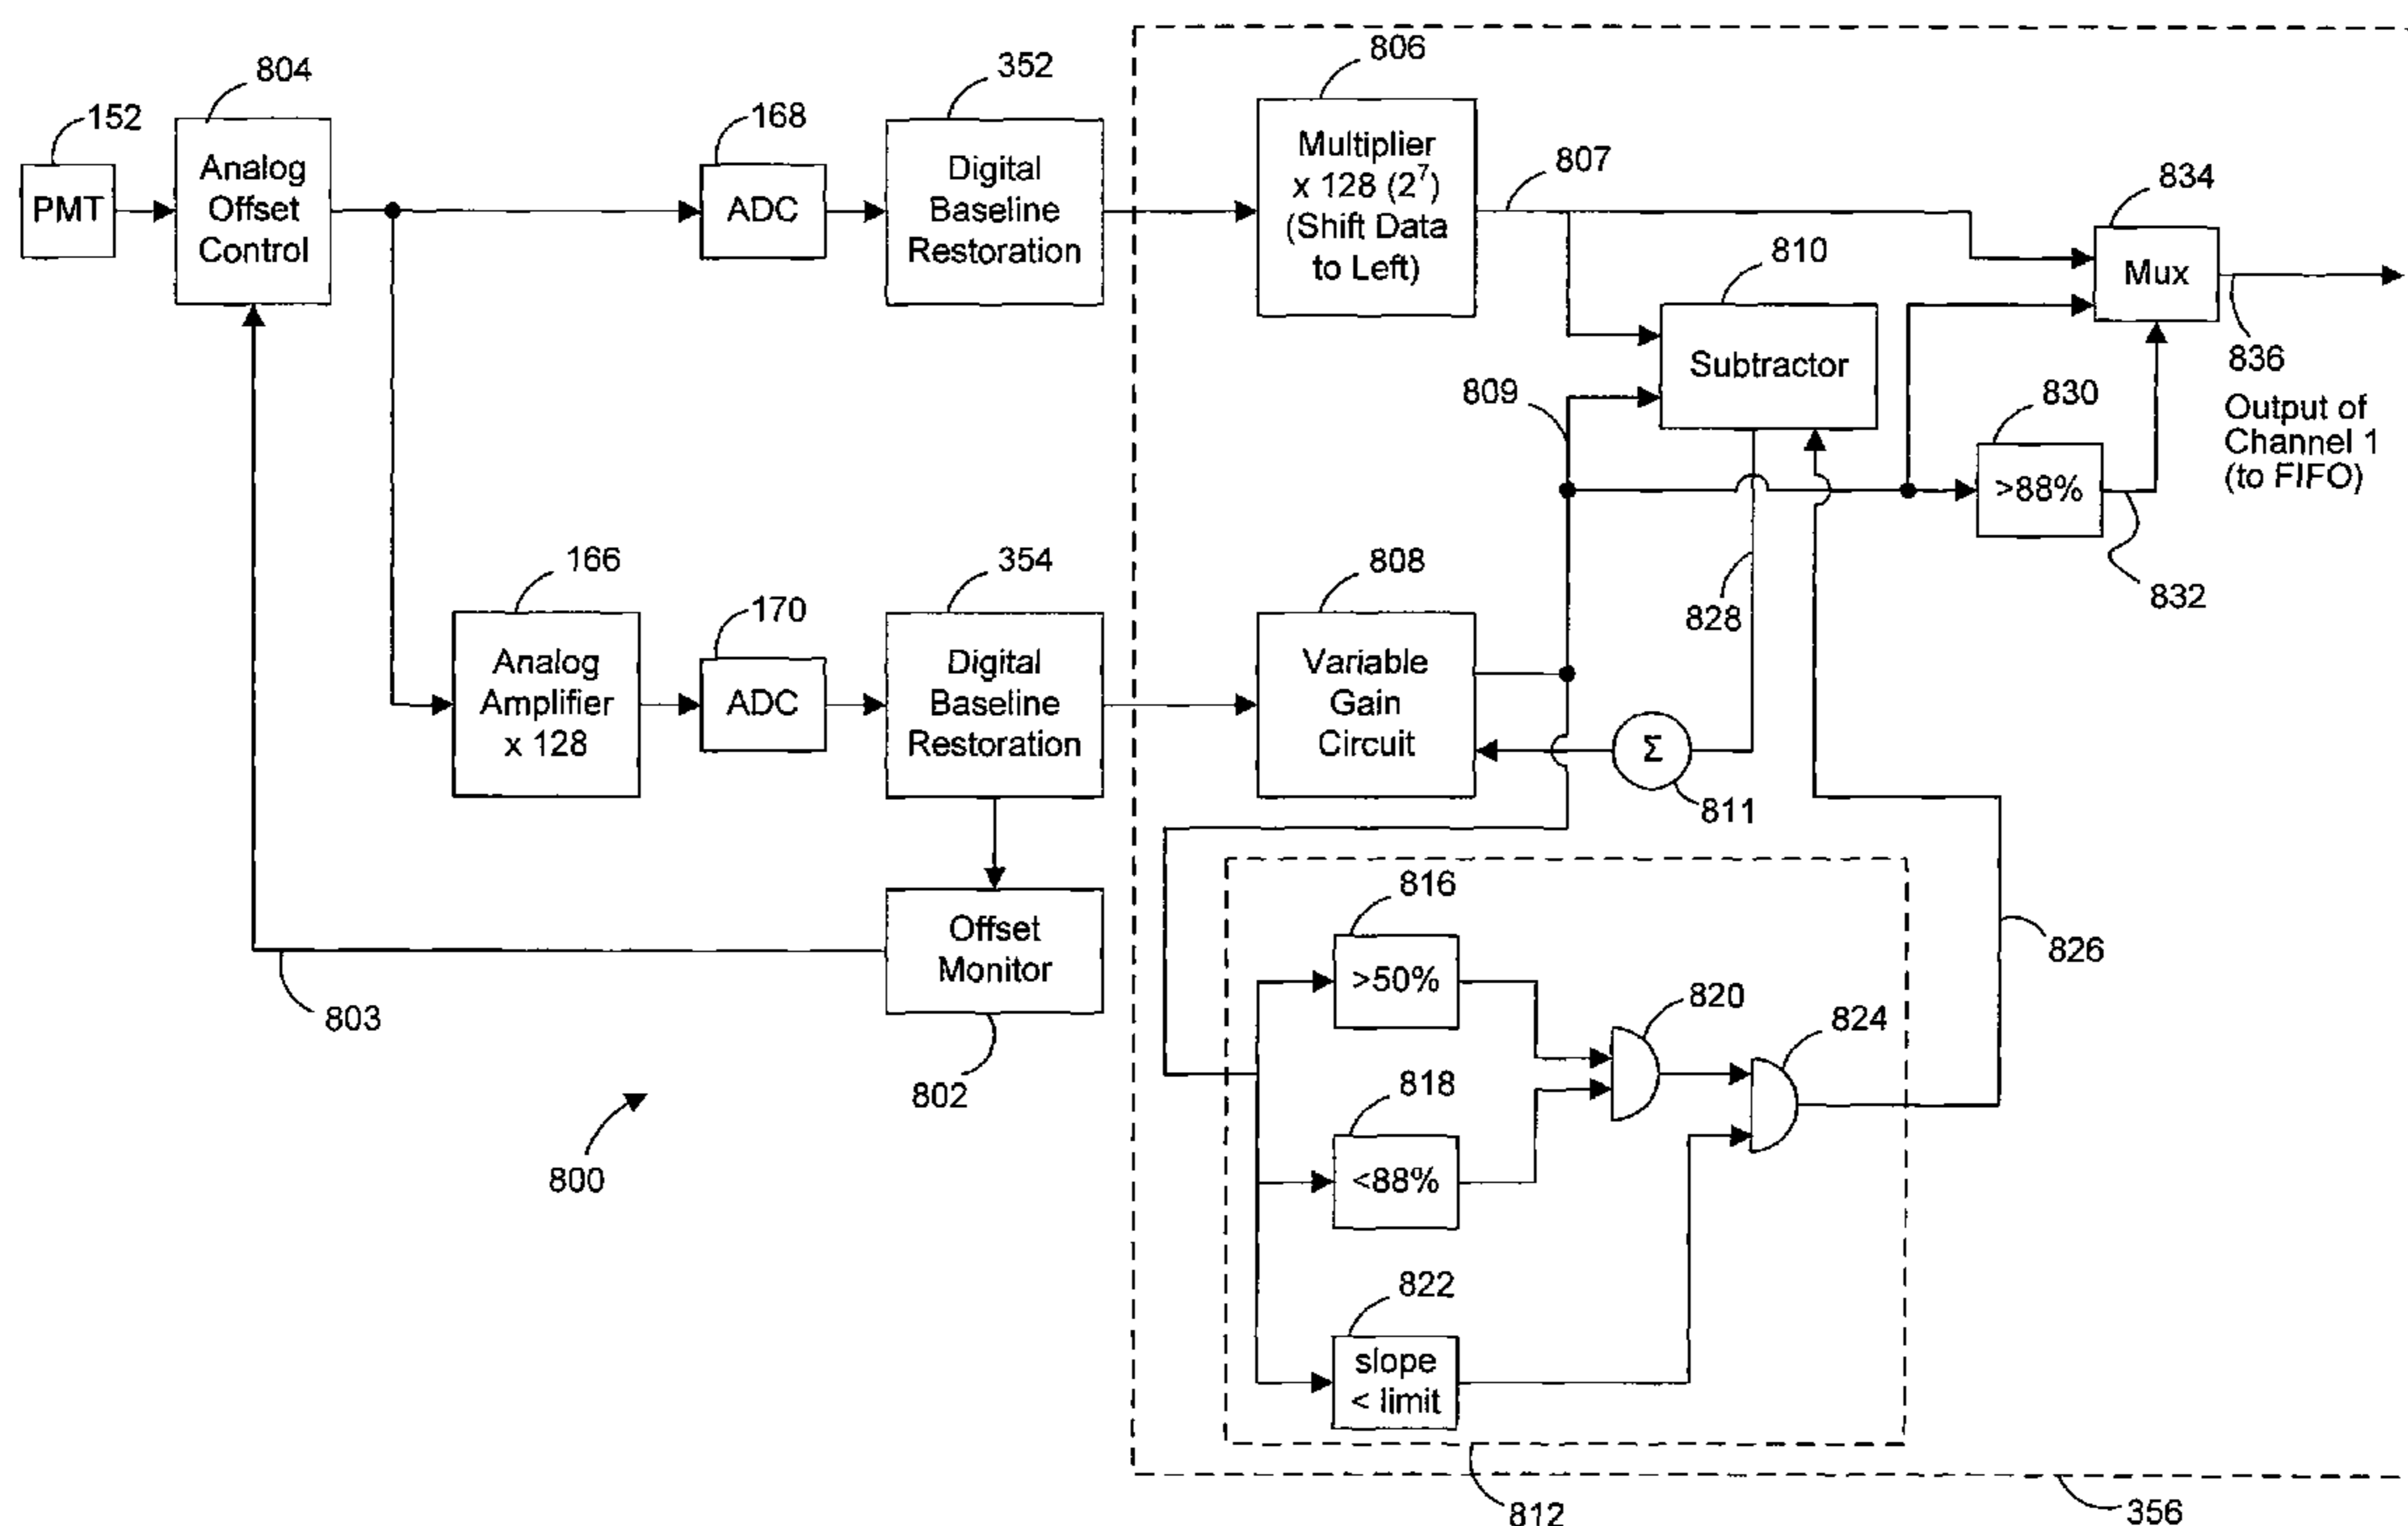 806
804
352
152
168
Analog
Offset
Control
PMT
ADC
Digital
Baseline
Restoration
Multiplier
x 128 (2⁷)
(Shift Data
to Left)
807
834
Mux
810
Subtractor
809
836
Output of
Channel 1
(to FIFO)
830
>88%
832
828
166
170
354
808
Analog
Amplifier
x 128
ADC
Digital
Baseline
Restoration
Variable
Gain
Circuit
Σ
811
Offset
Monitor
803
802
800
816
>50%
818
<88%
820
824
826
822
slope
< limit
812
356